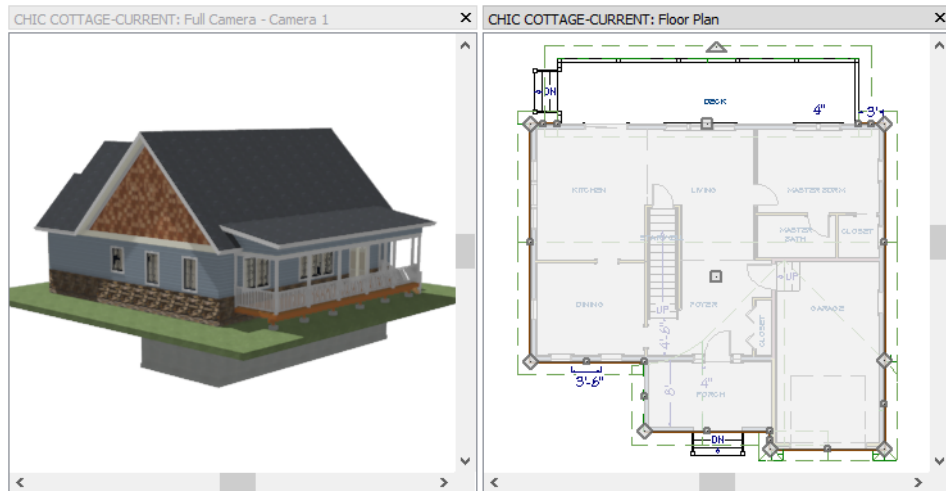 CHIC COTTAGE-CURRENT: Full Camera - Camera 1
CHIC COTTAGE-CURRENT: Floor Plan
DN
DECK
4"
3'
KITCHEN
LIVING
MASTER BDRM
MASTER
BATH
CLOSET
UP
DINING
UP
FOYER
GARAGE
CLOSET
4'-6"
3'-6"
8'
4"
PORCH
DN